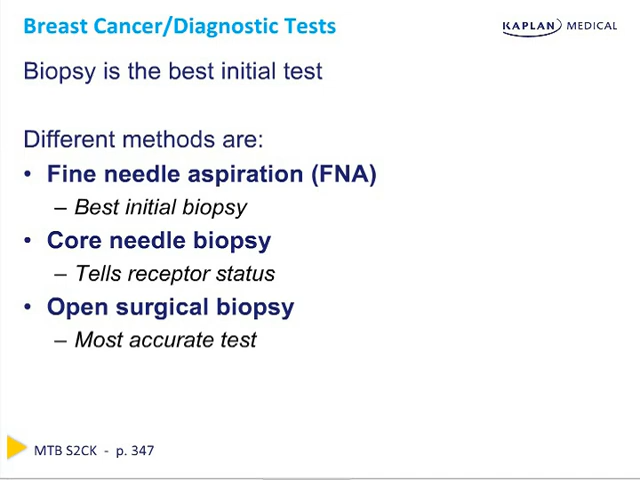 Breast Cancer/Diagnostic Tests
KAPLAN MEDICAL
Biopsy is the best initial test
Different methods are:
• Fine needle aspiration (FNA)
– Best initial biopsy
• Core needle biopsy
– Tells receptor status
• Open surgical biopsy
– Most accurate test
MTB S2CK - p. 347